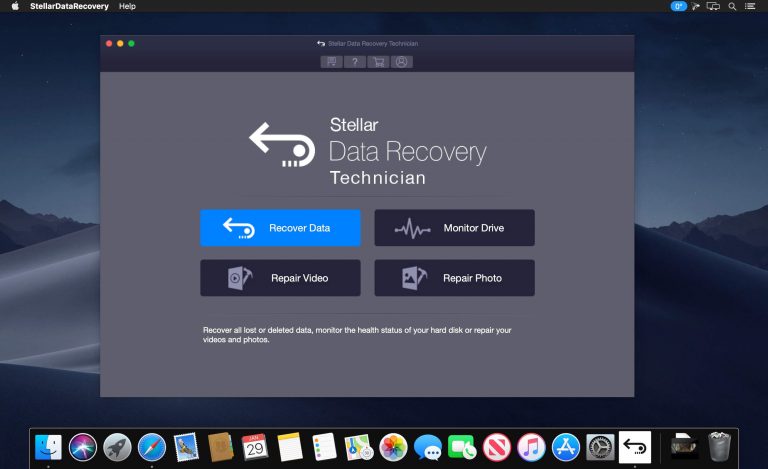 StellarDataRecovery Help
0°
Stellar Data Recovery Technician
?
Stellar
Data Recovery
Technician
Recover Data
Monitor Drive
Repair Video
Repair Photo
Recover all lost or deleted data, monitor the health status of your hard disk or repair your
videos and photos.
JAN
29